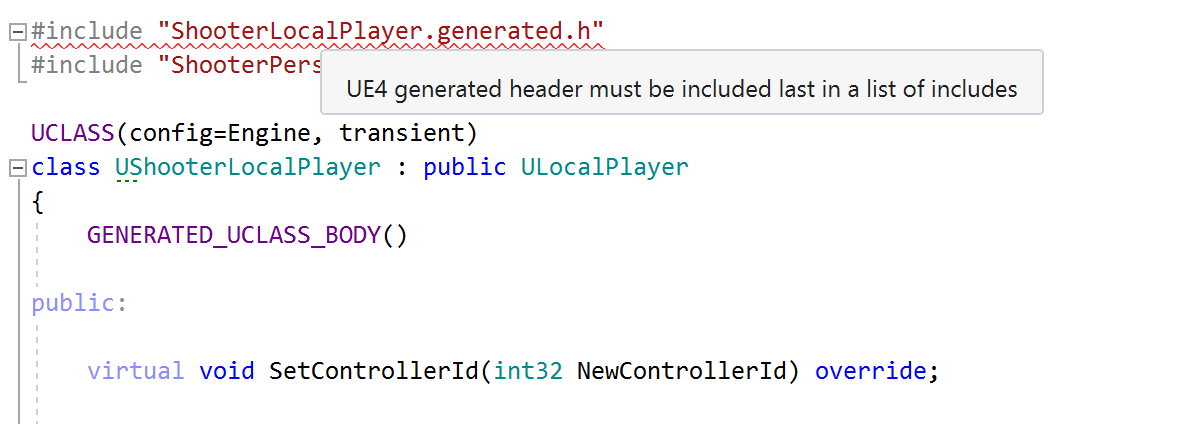 #include "ShooterLocalPlayer.generated.h"
#include "ShooterPers
UE4 generated header must be included last in a list of includes
UCLASS(config=Engine, transient)
class UShooterLocalPlayer : public ULocalPlayer
{
GENERATED_UCLASS_BODY()
public:
virtual void SetControllerId(int32 NewControllerId) override;